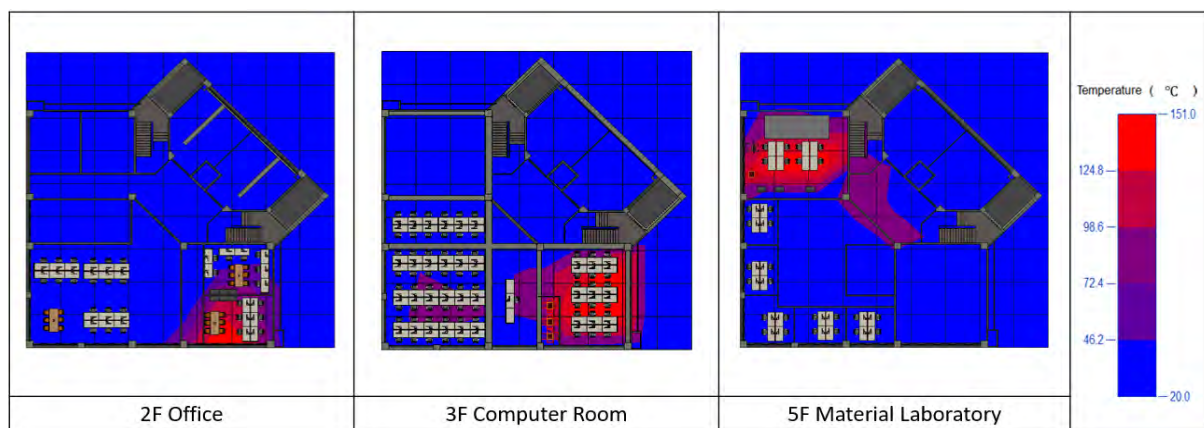 Temperature ( °C )
151.0
124.8
98.6
72.4
46.2
20.0
2F Office
3F Computer Room
5F Material Laboratory